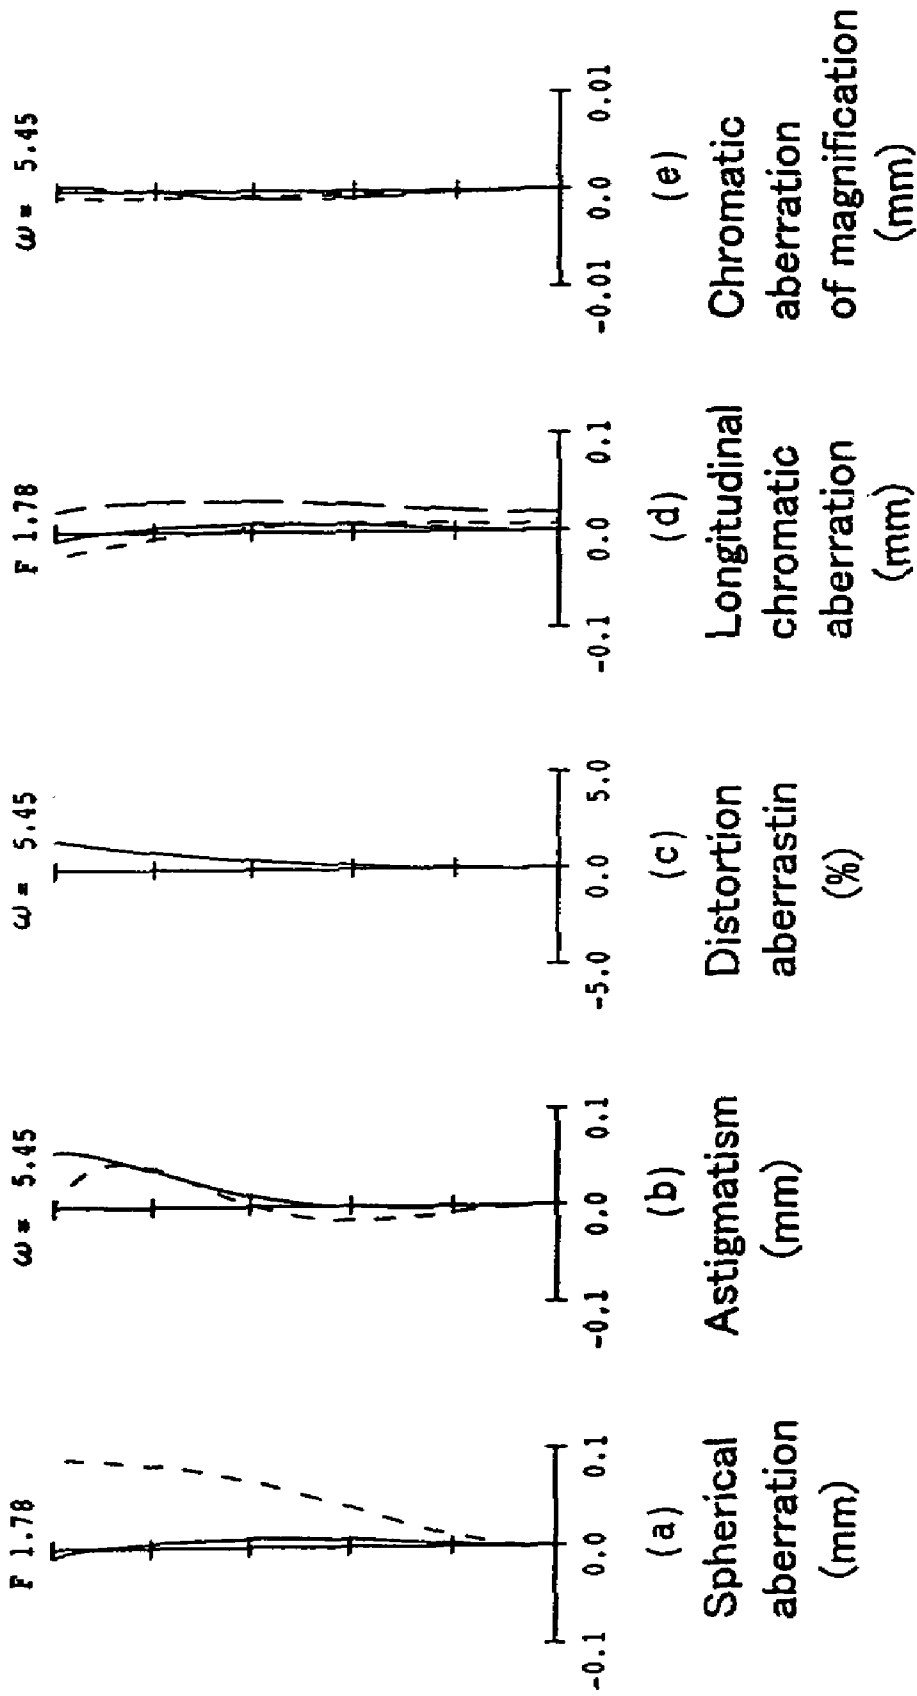 F 1.78
-0.1 0.0 0.1
(a)
Spherical
aberration
(mm)
ω = 5.45
-0.1 0.0 0.1
(b)
Astigmatism
(mm)
ω = 5.45
-5.0 0.0 5.0
(c)
Distortion
aberrastin
(%)
F 1.78
-0.1 0.0 0.1
(d)
Longitudinal
chromatic
aberration
(mm)
ω = 5.45
-0.01 0.0 0.01
(e)
Chromatic
aberration
of magnification
(mm)